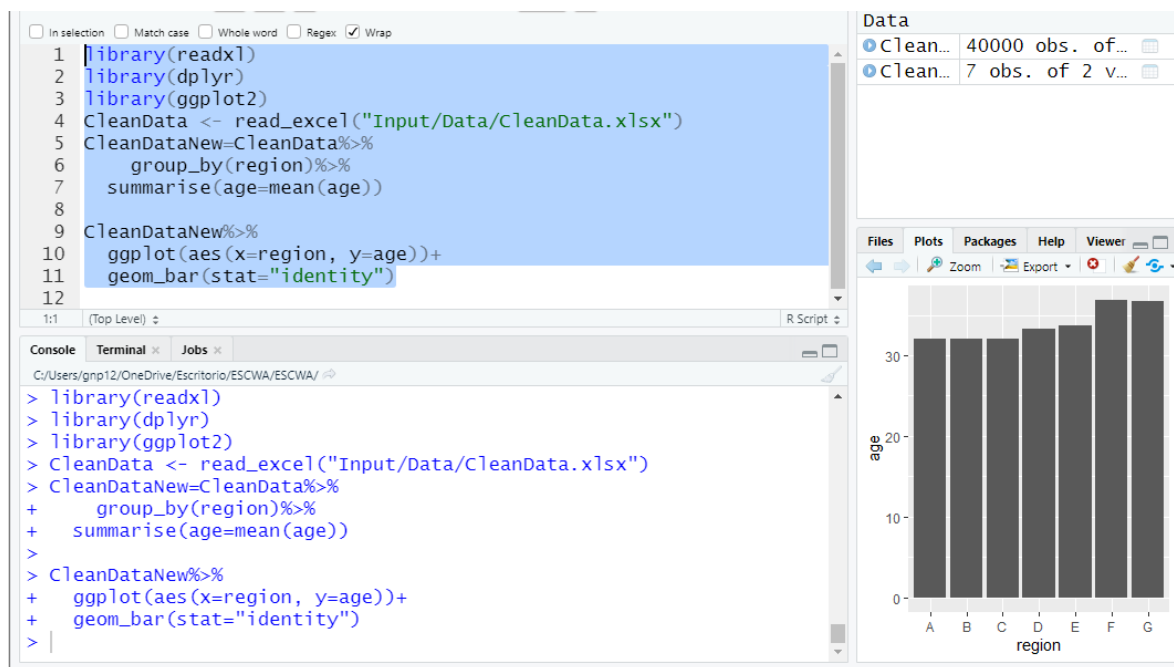 In selection Match case Whole word Regex Wrap
1 library(readxl)
2 library(dplyr)
3 library(ggplot2)
4 CleanData <- read_excel("Input/Data/CleanData.xlsx")
5 CleanDataNew=CleanData%>%
6     group_by(region)%>%
7   summarise(age=mean(age))
8
9 CleanDataNew%>%
10   ggplot(aes(x=region, y=age))+
11   geom_bar(stat="identity")
12
1:1 (Top Level) R Script
Console Terminal Jobs
C:/Users/gnp12/OneDrive/Escritorio/ESCWA/ESCWA/
> library(readxl)
> library(dplyr)
> library(ggplot2)
> CleanData <- read_excel("Input/Data/CleanData.xlsx")
> CleanDataNew=CleanData%>%
+     group_by(region)%>%
+   summarise(age=mean(age))
>
> CleanDataNew%>%
+   ggplot(aes(x=region, y=age))+
+   geom_bar(stat="identity")
>
Data
Clean… 40000 obs. of…
Clean… 7 obs. of 2 v…
Files Plots Packages Help Viewer
Zoom Export
30
20
10
0
age
A B C D E F G
region